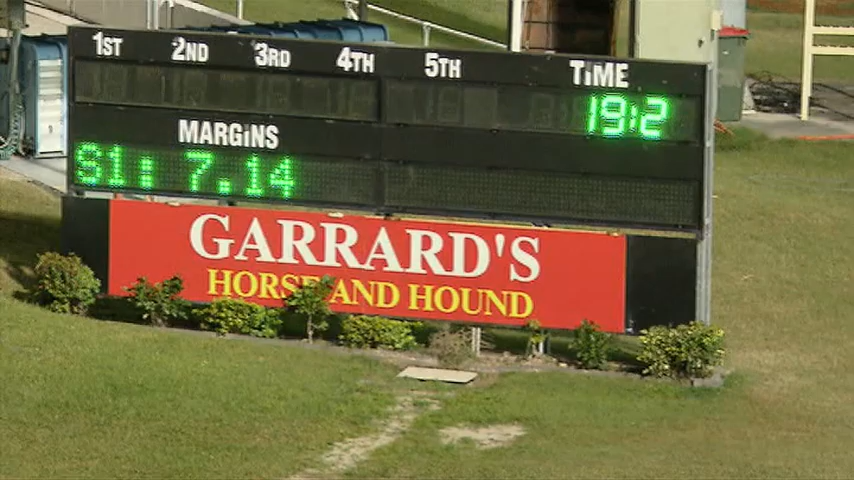 1ST 2ND 3RD 4TH 5TH TIME
19:2
MARGINS
S1: 7.14
GARRARD'S
HORSE AND HOUND